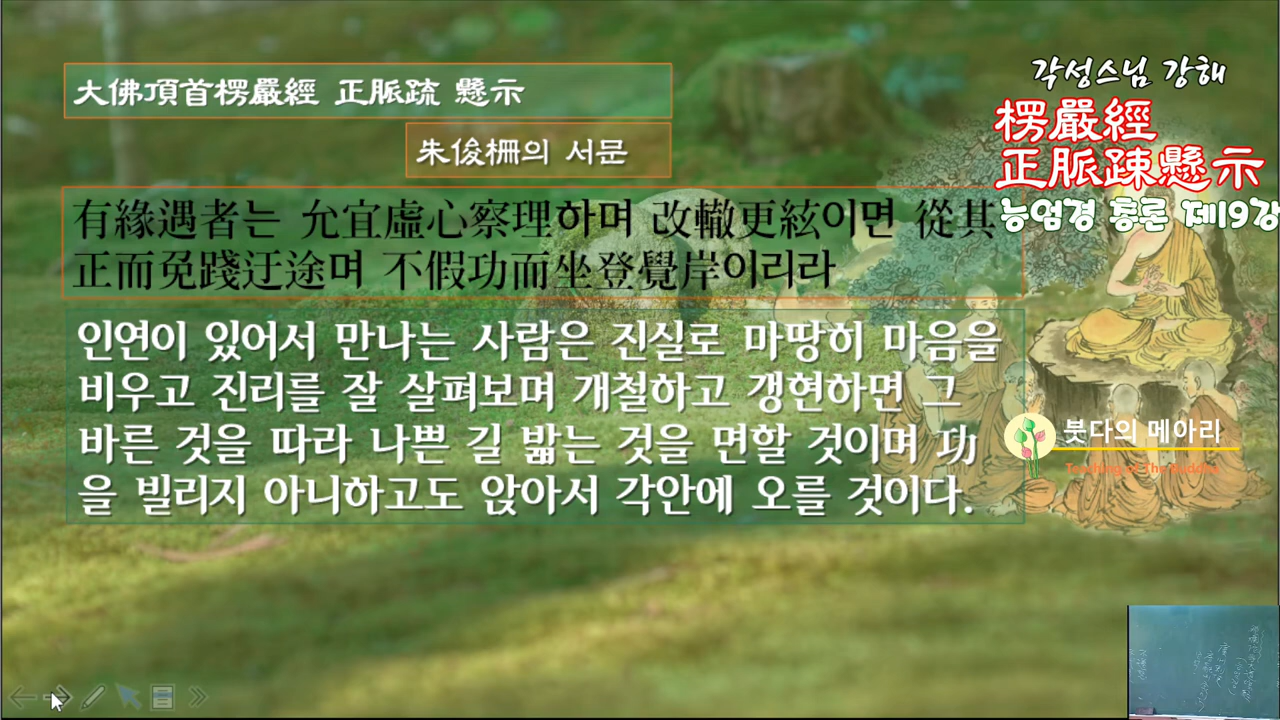 大佛頂首楞嚴經 正脈疏 懸示
朱俊柵의 서문
有緣遇者는 允宜虛心察理하며 改轍更絃이면 從其
正而免踐迂途며 不假功而坐登覺岸이리라
인연이 있어서 만나는 사람은 진실로 마땅히 마음을
비우고 진리를 잘 살펴보며 개철하고 갱현하면 그
바른 것을 따라 나쁜 길 밟는 것을 면할 것이며 功
을 빌리지 아니하고도 앉아서 각안에 오를 것이다.
각성스님 강해
楞嚴經
正脈疎懸示
능엄경 총론 제19강
붓다의 메아리
Teaching of The Buddha